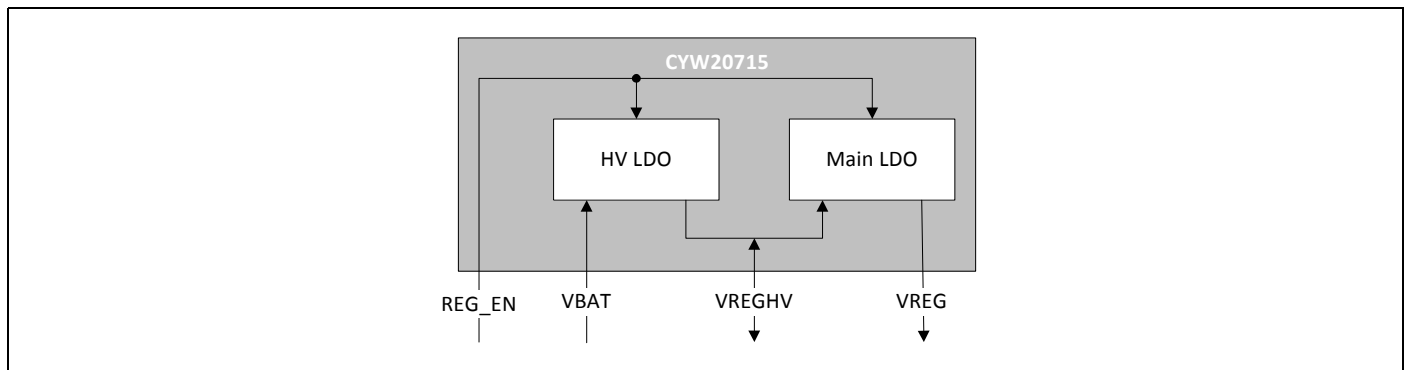 CYW20715
HV LDO
Main LDO
REG_EN
VBAT
VREGHV
VREG